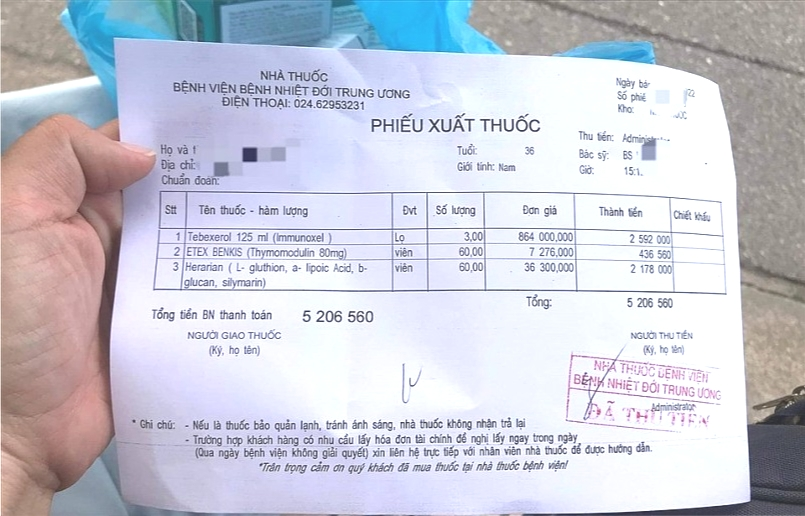 NHÀ THUỐC
BỆNH VIỆN BỆNH NHIỆT ĐỚI TRUNG ƯƠNG
ĐIỆN THOẠI: 024.62953231
Ngày bá
22
Số phiế
Kho:
PHIẾU XUẤT THUỐC
Họ và
Tuổi: 36
Thu tiền: Administrator
Địa chỉ:
Giới tính: Nam
Bác sỹ: BS
Chuẩn đoán:
Giờ: 15:1
Stt Tên thuốc - hàm lượng Đvt Số lượng Đơn giá Thành tiền Chiết khấu
1 Tebexerol 125 ml (Immunoxel ) Lọ 3,00 864 000,000 2 592 000
2 ETEX BENKIS (Thymomodulin 80mg) viên 60,00 7 276,000 436 560
3 Herarian ( L- gluthion, a- lipoic Acid, b- viên 60,00 36 300,000 2 178 000
glucan, silymarin)
Tổng: 5 206 560
Tổng tiền BN thanh toán 5 206 560
NGƯỜI GIAO THUỐC
NGƯỜI THU TIỀN
(Ký, họ tên)
(Ký, họ tên)
NHÀ THUỐC BỆNH VIỆN
BỆNH NHIỆT ĐỚI TRUNG ƯƠNG
Administrator
ĐÃ THU TIỀN
* Ghi chú: - Nếu là thuốc bảo quản lạnh, tránh ánh sáng, nhà thuốc không nhận trả lại
- Trường hợp khách hàng có nhu cầu lấy hóa đơn tài chính đề nghị lấy ngay trong ngày
(Qua ngày bệnh viện không giải quyết) xin liên hệ trực tiếp với nhân viên nhà thuốc để được hướng dẫn.
*Trân trọng cảm ơn quý khách đã mua thuốc tại nhà thuốc bệnh viện!